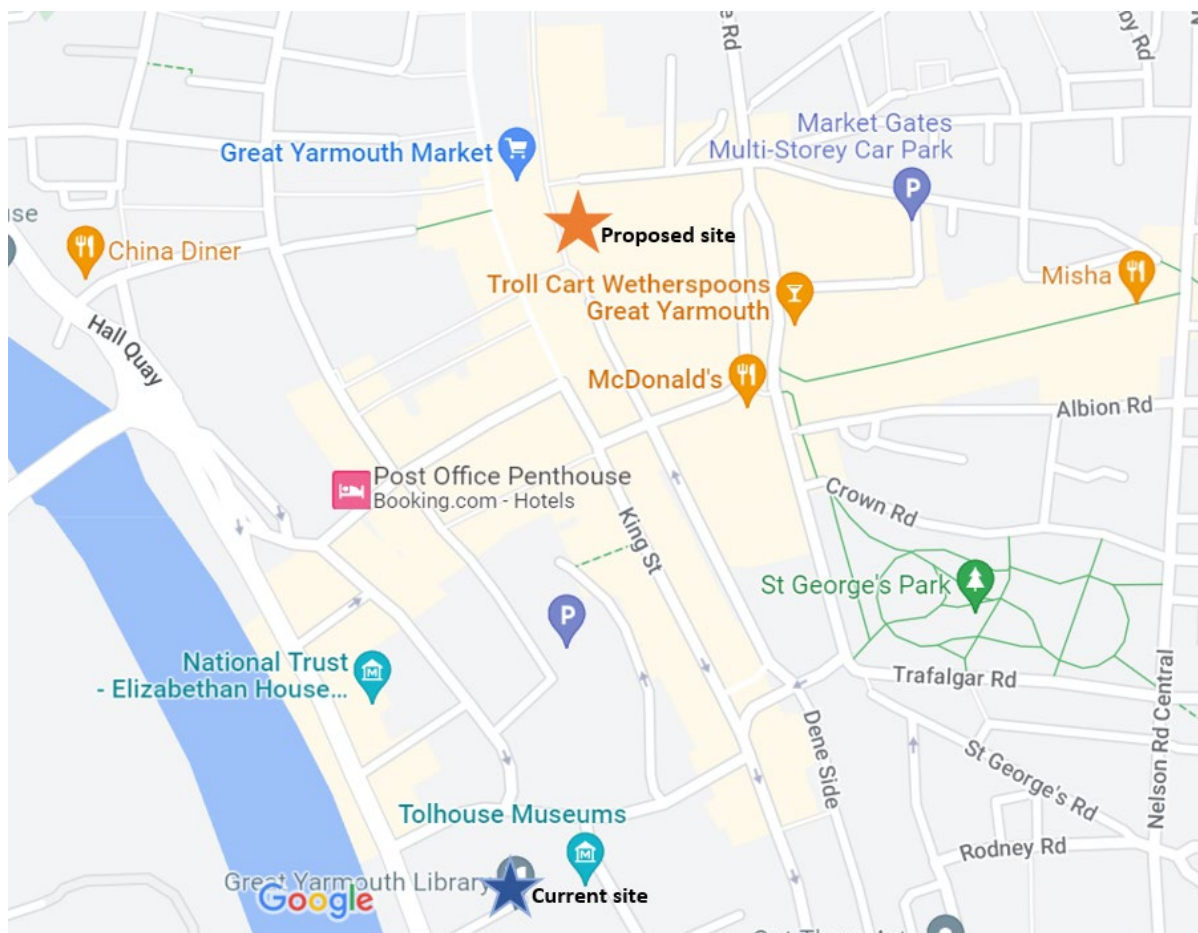 e Rd
by Rd
N
Market Gates
Multi-Storey Car Park
P
Great Yarmouth Market
Proposed site
China Diner
Troll Cart Wetherspoons
Great Yarmouth
Misha
Hall Quay
McDonald's
Albion Rd
Post Office Penthouse
Booking.com - Hotels
Crown Rd
King St
St George's Park
P
National Trust
- Elizabethan House...
Trafalgar Rd
Dene Side
St George's Rd
Nelson Rd Central
Tolhouse Museums
Rodney Rd
Great Yarmouth Library
Current site
Google